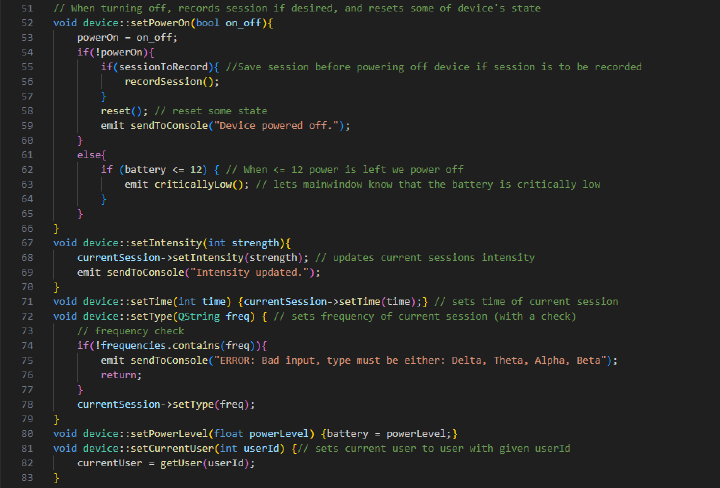 51 // When turning off, records session if desired, and resets some of device's state
52 void device::setPowerOn(bool on_off){
53     powerOn = on_off;
54     if(!powerOn){
55         if(sessionToRecord){ //Save session before powering off device if session is to be recorded
56             recordSession();
57         }
58         reset(); // reset some state
59         emit sendToConsole("Device powered off.");
60     }
61     else{
62         if (battery <= 12) { // When <= 12 power is left we power off
63             emit criticallyLow(); // lets mainwindow know that the battery is critically low
64         }
65     }
66 }
67 void device::setIntensity(int strength){
68     currentSession->setIntensity(strength); // updates current sessions intensity
69     emit sendToConsole("Intensity updated.");
70 }
71 void device::setTime(int time) {currentSession->setTime(time);} // sets time of current session
72 void device::setType(QString freq) { // sets frequency of current session (with a check)
73     // frequency check
74     if(!frequencies.contains(freq)){
75         emit sendToConsole("ERROR: Bad input, type must be either: Delta, Theta, Alpha, Beta");
76         return;
77     }
78     currentSession->setType(freq);
79 }
80 void device::setPowerLevel(float powerLevel) {battery = powerLevel;}
81 void device::setCurrentUser(int userId) {// sets current user to user with given userId
82     currentUser = getUser(userId);
83 }